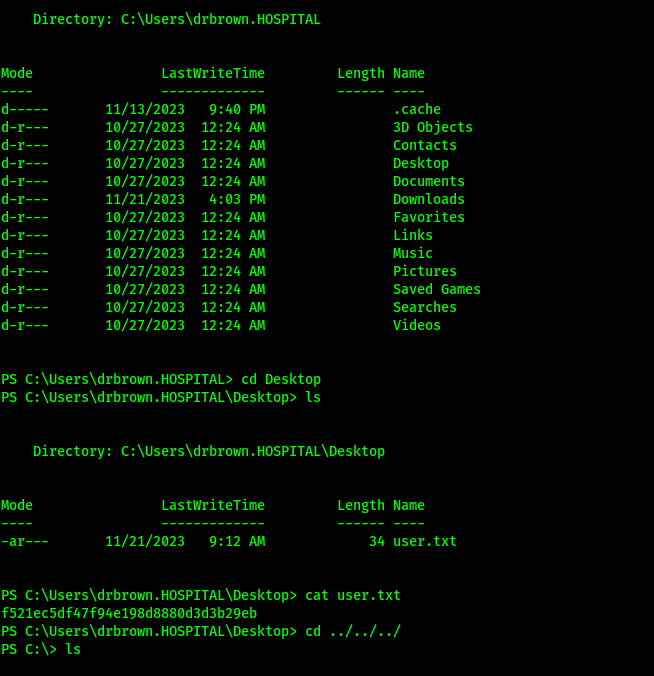 Directory: C:\Users\drbrown.HOSPITAL
Mode                LastWriteTime         Length Name
----                -------------         ------ ----
d-----       11/13/2023   9:40 PM                .cache
d-r---       10/27/2023  12:24 AM                3D Objects
d-r---       10/27/2023  12:24 AM                Contacts
d-r---       10/27/2023  12:24 AM                Desktop
d-r---       10/27/2023  12:24 AM                Documents
d-r---       11/21/2023   4:03 PM                Downloads
d-r---       10/27/2023  12:24 AM                Favorites
d-r---       10/27/2023  12:24 AM                Links
d-r---       10/27/2023  12:24 AM                Music
d-r---       10/27/2023  12:24 AM                Pictures
d-r---       10/27/2023  12:24 AM                Saved Games
d-r---       10/27/2023  12:24 AM                Searches
d-r---       10/27/2023  12:24 AM                Videos
PS C:\Users\drbrown.HOSPITAL> cd Desktop
PS C:\Users\drbrown.HOSPITAL\Desktop> ls
    Directory: C:\Users\drbrown.HOSPITAL\Desktop
Mode                LastWriteTime         Length Name
----                -------------         ------ ----
-ar---       11/21/2023   9:12 AM             34 user.txt
PS C:\Users\drbrown.HOSPITAL\Desktop> cat user.txt
f521ec5df47f94e198d8880d3d3b29eb
PS C:\Users\drbrown.HOSPITAL\Desktop> cd ../../../
PS C:\> ls